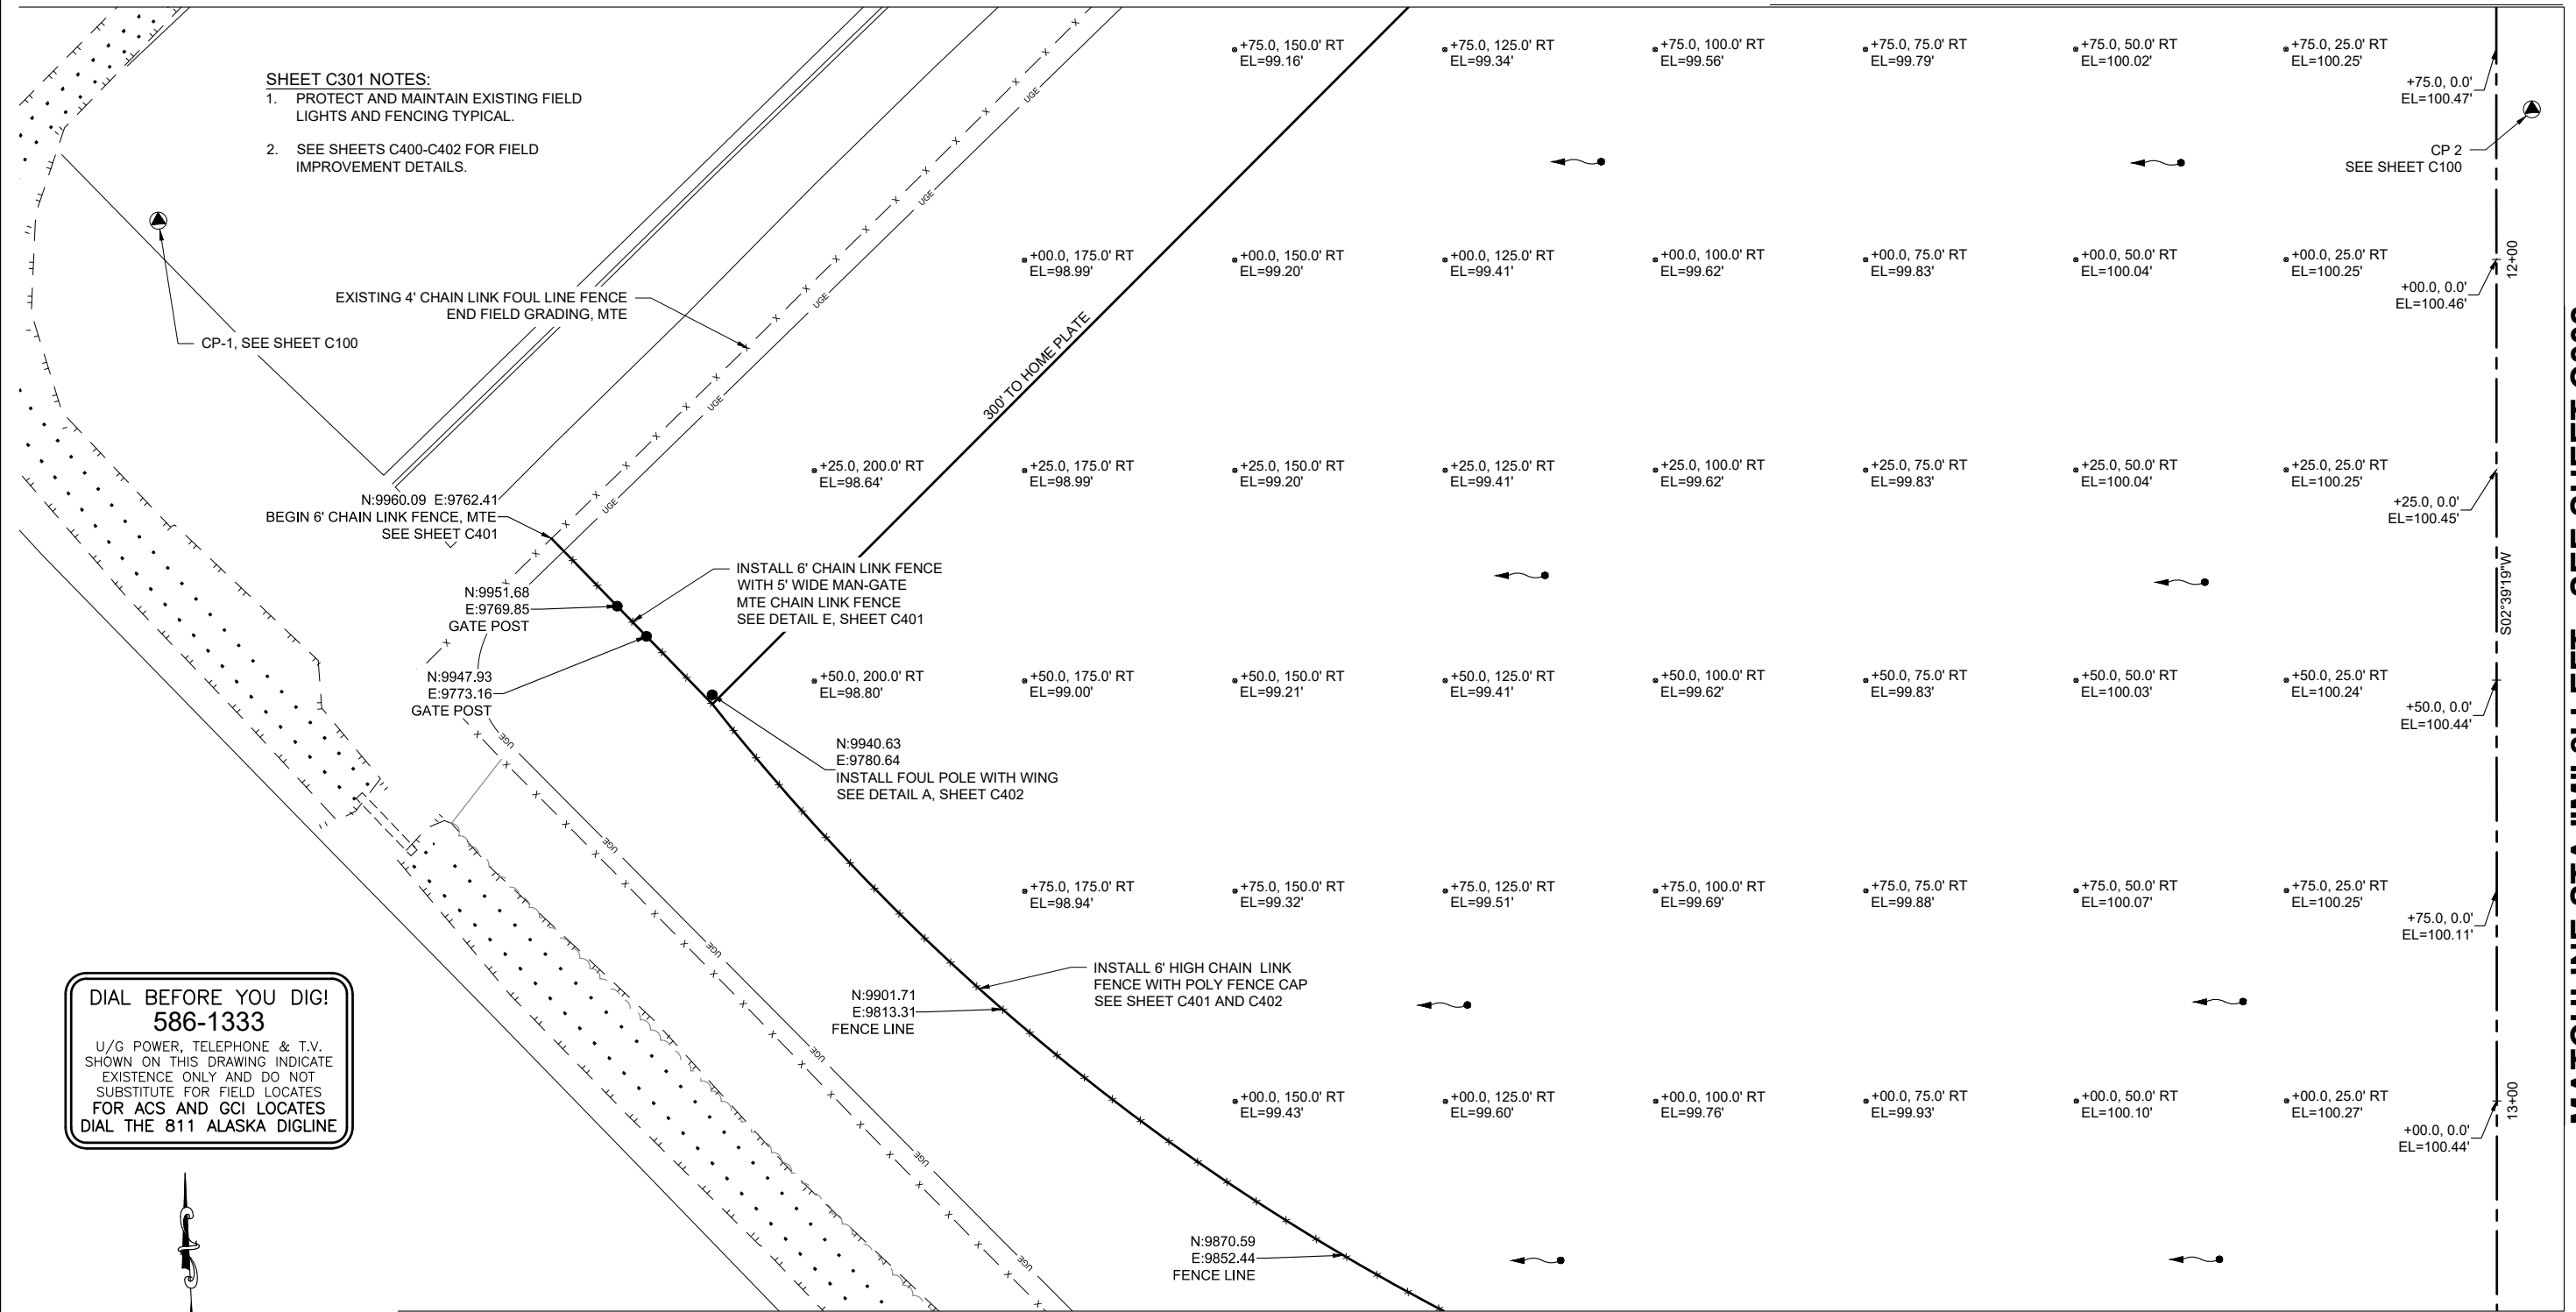 SHEET C301 NOTES:
1. PROTECT AND MAINTAIN EXISTING FIELD
LIGHTS AND FENCING TYPICAL.
2. SEE SHEETS C400-C402 FOR FIELD
IMPROVEMENT DETAILS.
+75.0, 150.0' RT
EL=99.16'
+75.0, 125.0' RT
EL=99.34'
+75.0, 100.0' RT
EL=99.56'
+75.0, 75.0' RT
EL=99.79'
+75.0, 50.0' RT
EL=100.02'
+75.0, 25.0' RT
EL=100.25'
+75.0, 0.0'
EL=100.47'
CP 2
SEE SHEET C100
UGE
UGE
UGE
UGE
UGE
+00.0, 175.0' RT
EL=98.99'
+00.0, 150.0' RT
EL=99.20'
+00.0, 125.0' RT
EL=99.41'
+00.0, 100.0' RT
EL=99.62'
+00.0, 75.0' RT
EL=99.83'
+00.0, 50.0' RT
EL=100.04'
+00.0, 25.0' RT
EL=100.25'
+00.0, 0.0'
EL=100.46'
12+00
EXISTING 4' CHAIN LINK FOUL LINE FENCE
END FIELD GRADING, MTE
CP-1, SEE SHEET C100
300' TO HOME PLATE
+25.0, 200.0' RT
EL=98.64'
+25.0, 175.0' RT
EL=98.99'
+25.0, 150.0' RT
EL=99.20'
+25.0, 125.0' RT
EL=99.41'
+25.0, 100.0' RT
EL=99.62'
+25.0, 75.0' RT
EL=99.83'
+25.0, 50.0' RT
EL=100.04'
+25.0, 25.0' RT
EL=100.25'
+25.0, 0.0'
EL=100.45'
N:9960.09 E:9762.41
BEGIN 6' CHAIN LINK FENCE, MTE
SEE SHEET C401
INSTALL 6' CHAIN LINK FENCE
WITH 5' WIDE MAN-GATE
MTE CHAIN LINK FENCE
SEE DETAIL E, SHEET C401
N:9951.68
E:9769.85
GATE POST
S02°39'19"W
N:9947.93
E:9773.16
GATE POST
+50.0, 200.0' RT
EL=98.80'
+50.0, 175.0' RT
EL=99.00'
+50.0, 150.0' RT
EL=99.21'
+50.0, 125.0' RT
EL=99.41'
+50.0, 100.0' RT
EL=99.62'
+50.0, 75.0' RT
EL=99.83'
+50.0, 50.0' RT
EL=100.03'
+50.0, 25.0' RT
EL=100.24'
+50.0, 0.0'
EL=100.44'
N:9940.63
E:9780.64
INSTALL FOUL POLE WITH WING
SEE DETAIL A, SHEET C402
UGE
UGE
UGE
UGE
UGE
UGE
+75.0, 175.0' RT
EL=98.94'
+75.0, 150.0' RT
EL=99.32'
+75.0, 125.0' RT
EL=99.51'
+75.0, 100.0' RT
EL=99.69'
+75.0, 75.0' RT
EL=99.88'
+75.0, 50.0' RT
EL=100.07'
+75.0, 25.0' RT
EL=100.25'
+75.0, 0.0'
EL=100.11'
INSTALL 6' HIGH CHAIN LINK
FENCE WITH POLY FENCE CAP
SEE SHEET C401 AND C402
N:9901.71
E:9813.31
FENCE LINE
DIAL BEFORE YOU DIG!
586-1333
U/G POWER, TELEPHONE & T.V.
SHOWN ON THIS DRAWING INDICATE
EXISTENCE ONLY AND DO NOT
SUBSTITUTE FOR FIELD LOCATES
FOR ACS AND GCI LOCATES
DIAL THE 811 ALASKA DIGLINE
+00.0, 150.0' RT
EL=99.43'
+00.0, 125.0' RT
EL=99.60'
+00.0, 100.0' RT
EL=99.76'
+00.0, 75.0' RT
EL=99.93'
+00.0, 50.0' RT
EL=100.10'
+00.0, 25.0' RT
EL=100.27'
+00.0, 0.0'
EL=100.44'
13+00
N:9870.59
E:9852.44
FENCE LINE